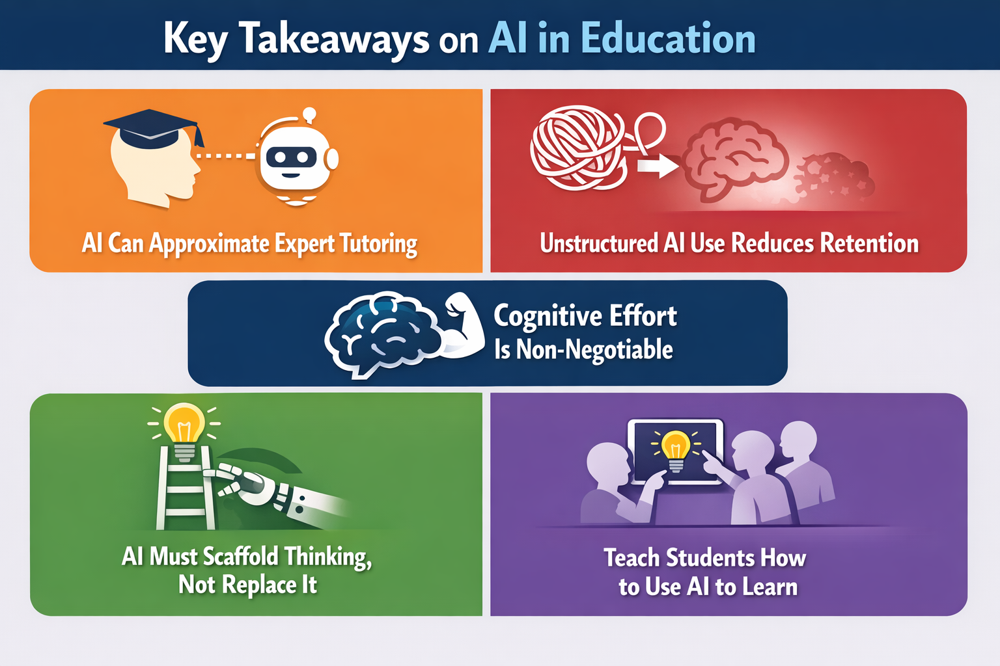 Key Takeaways on AI in Education
AI Can Approximate Expert Tutoring
Unstructured AI Use Reduces Retention
Cognitive Effort
Is Non-Negotiable
AI Must Scaffold Thinking,
Not Replace It
Teach Students How
to Use AI to Learn